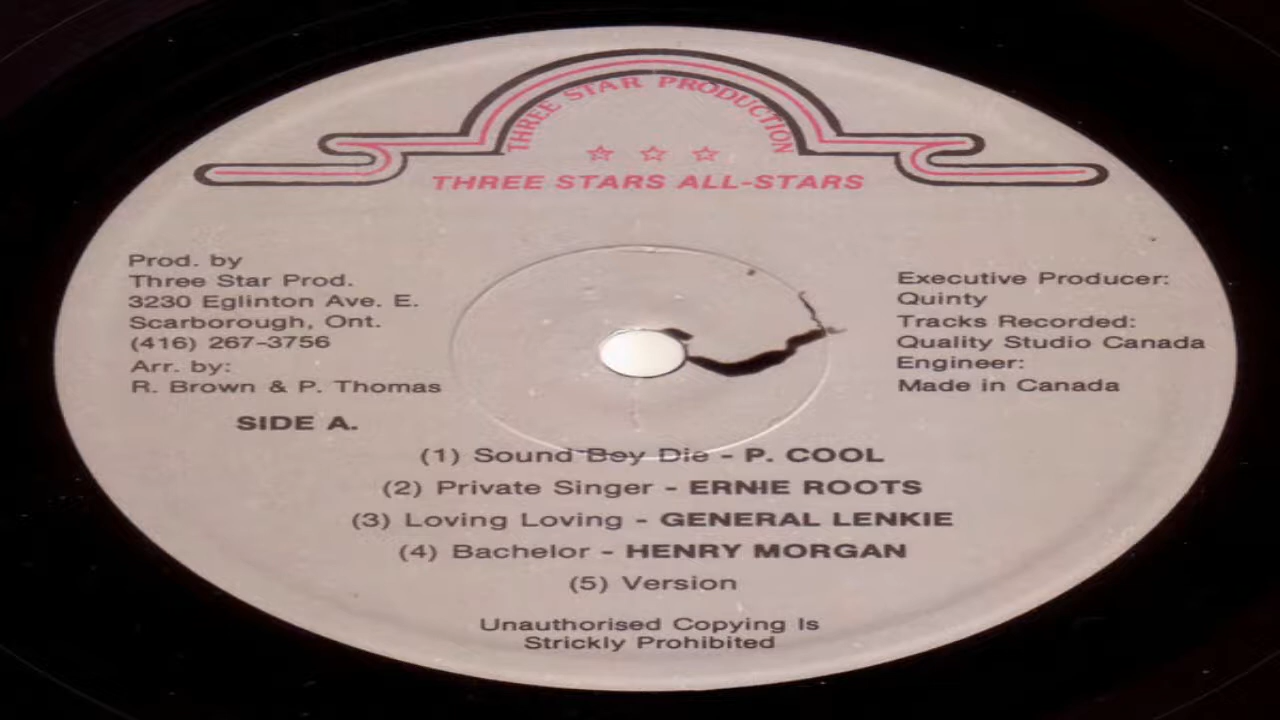 THREE STAR PRODUCTION
THREE STARS ALL-STARS
Prod. by
Three Star Prod.
3230 Eglinton Ave. E.
Scarborough, Ont.
(416) 267-3756
Arr. by:
R. Brown & P. Thomas
SIDE A.
Executive Producer:
Quinty
Tracks Recorded:
Quality Studio Canada
Engineer:
Made in Canada
(1) Sound Boy Die - P. COOL
(2) Private Singer - ERNIE ROOTS
(3) Loving Loving - GENERAL LENKIE
(4) Bachelor - HENRY MORGAN
(5) Version
Unauthorised Copying Is
Strickly Prohibited